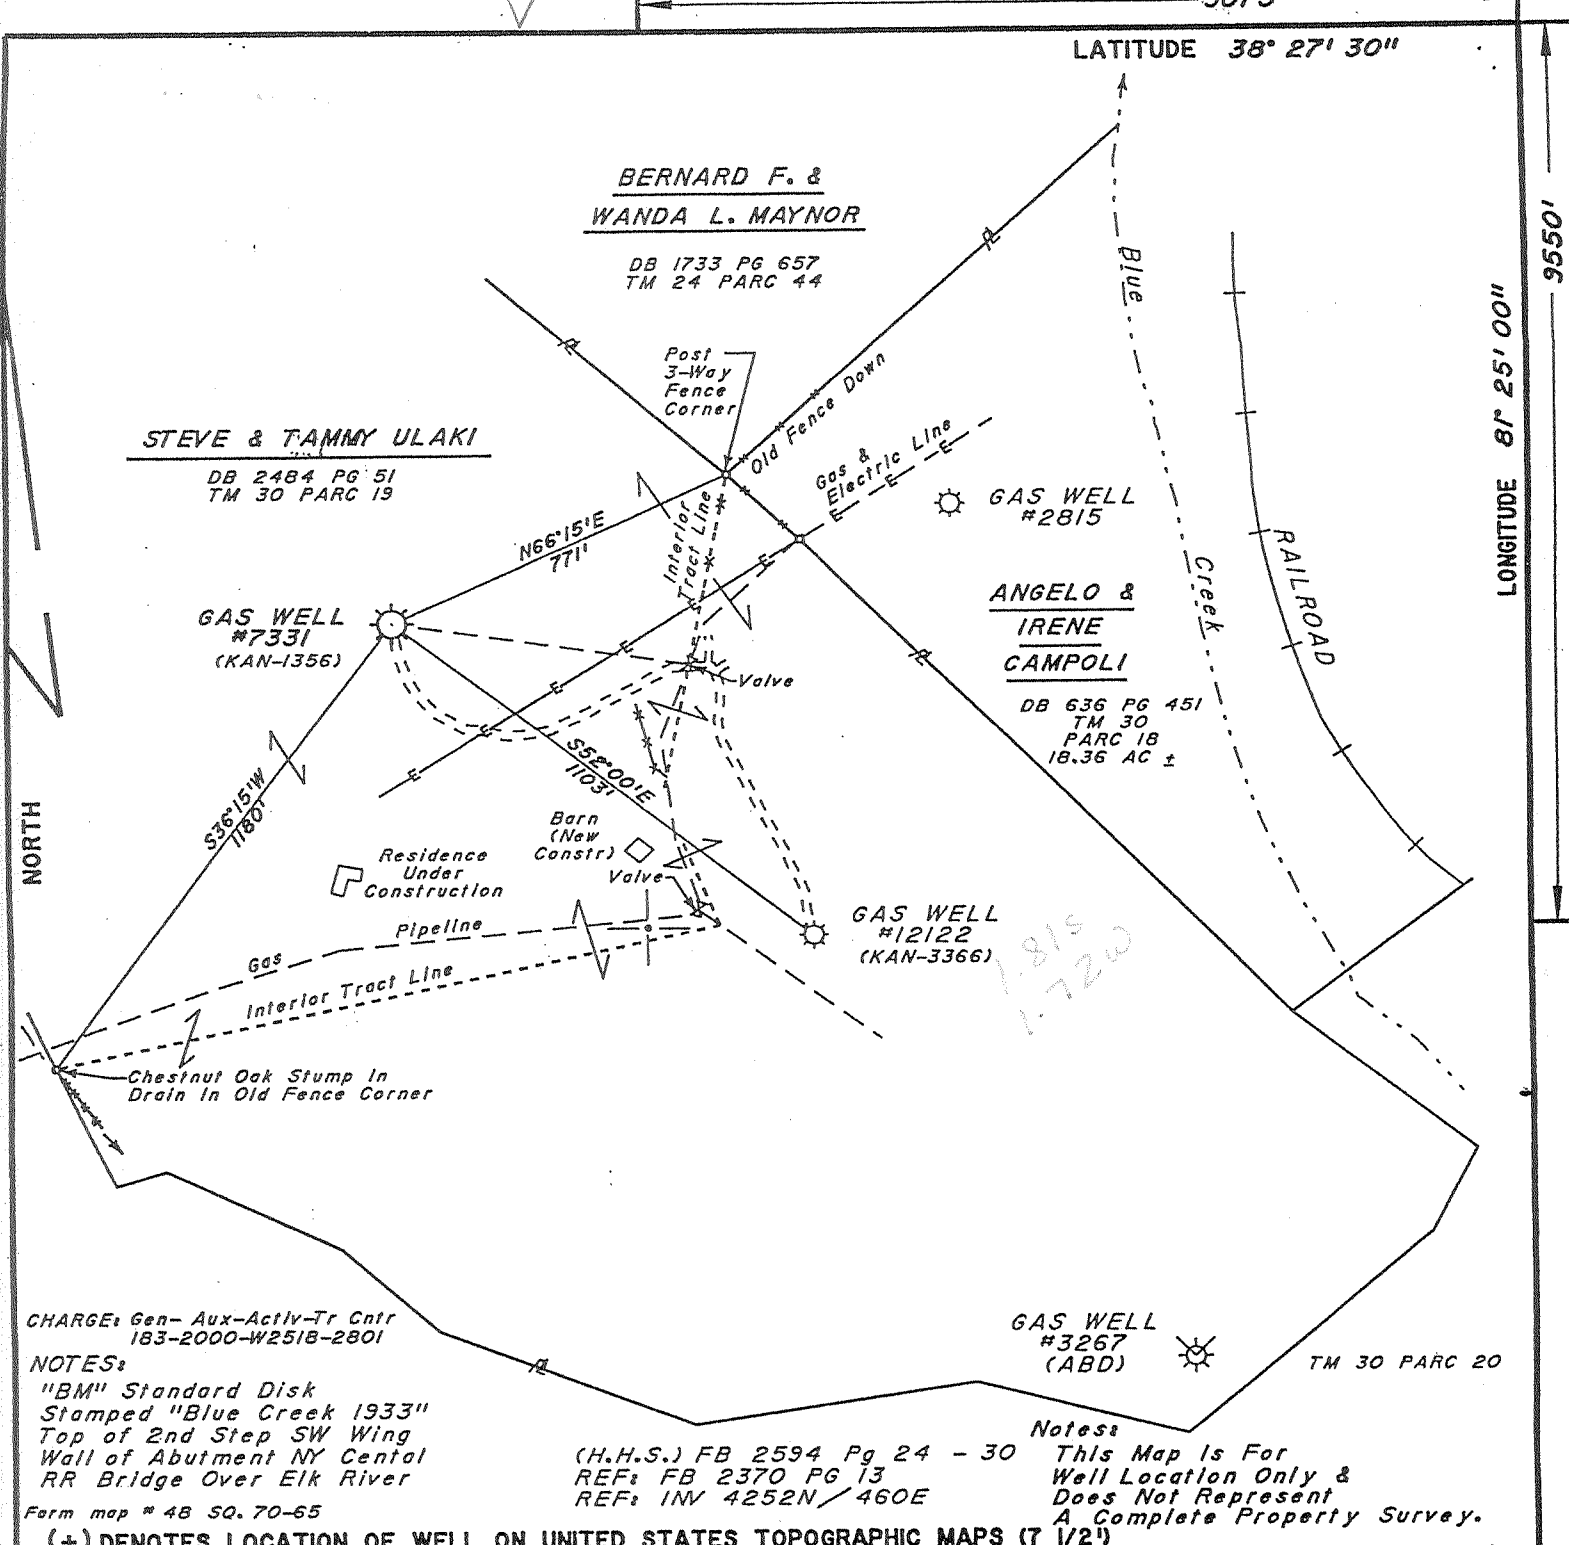 LATITUDE 38° 27' 30"
9550'
LONGITUDE 81° 25' 00"
BERNARD F. &
WANDA L. MAYNOR
DB 1733 PG 657
TM 24 PARC 44
Blue
Creek
RAILROAD
Post
3-Way
Fence
Corner
Old Fence Down
Gas &
Electric Line
STEVE & TAMMY ULAKI
DB 2484 PG 51
TM 30 PARC 19
GAS WELL
#2815
N66°15'E
771'
Interior
Tract Line
GAS WELL
#7331
(KAN-1356)
ANGELO &
IRENE
CAMPOLI
DB 636 PG 451
TM 30
PARC 18
18.36 AC ±
Valve
S52°00'E
1103'
S36°15'W
1180'
NORTH
Barn
(New
Constr)
Residence
Under
Construction
Valve
GAS WELL
#12122
(KAN-3366)
1.81s
1.72w
Gas Pipeline
Interior Tract Line
Chestnut Oak Stump In
Drain In Old Fence Corner
CHARGE: Gen- Aux-Activ-Tr Cntr
183-2000-W2518-2801
NOTES:
"BM" Standard Disk
Stamped "Blue Creek 1933"
Top of 2nd Step SW Wing
Wall of Abutment NY Cental
RR Bridge Over Elk River
Farm map # 48 SQ. 70-65
GAS WELL
#3267
(ABD)
TM 30 PARC 20
(H.H.S.) FB 2594 Pg 24 - 30
REF: FB 2370 PG 13
REF: INV 4252N/460E
Notes:
This Map Is For
Well Location Only &
Does Not Represent
A Complete Property Survey.
(+) DENOTES LOCATION OF WELL ON UNITED STATES TOPOGRAPHIC MAPS (7 1/2')